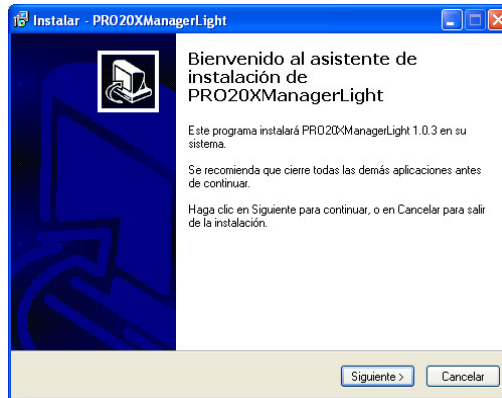 Instalar - PRO20XManagerLight
Bienvenido al asistente de
instalación de
PRO20XManagerLight
Este programa instalará PRO20XManagerLight 1.0.3 en su
sistema.
Se recomienda que cierre todas las demás aplicaciones antes
de continuar.
Haga clic en Siguiente para continuar, o en Cancelar para salir
de la instalación.
Siguiente >
Cancelar